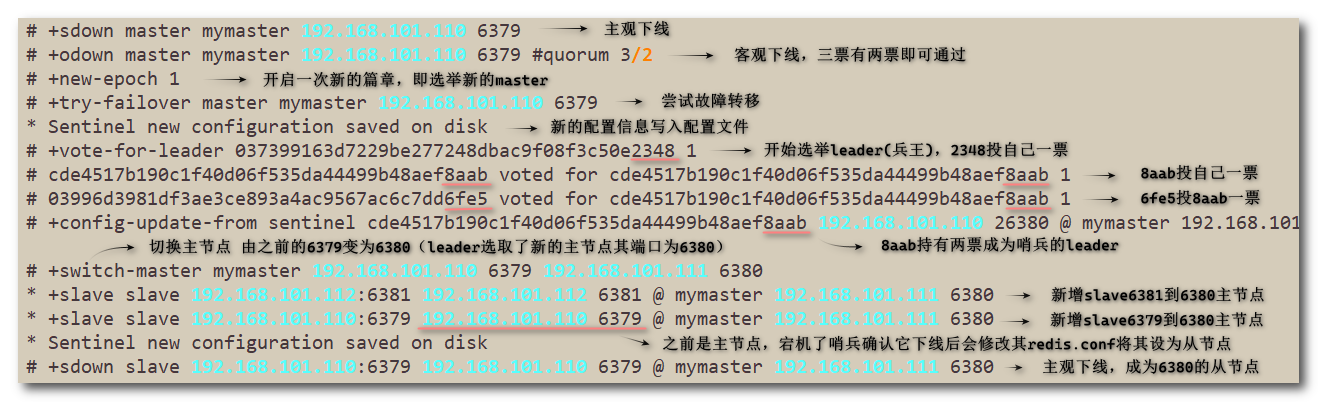 # +sdown master mymaster 192.168.101.110 6379 主观下线
# +odown master mymaster 192.168.101.110 6379 #quorum 3/2 客观下线，三票有两票即可通过
# +new-epoch 1 开启一次新的篇章，即选举新的master
# +try-failover master mymaster 192.168.101.110 6379 尝试故障转移
* Sentinel new configuration saved on disk 新的配置信息写入配置文件
# +vote-for-leader 037399163d7229be277248dbac9f08f3c50e2348 1 开始选举leader(兵王)，2348投自己一票
# cde4517b190c1f40d06f535da44499b48aef8aab voted for cde4517b190c1f40d06f535da44499b48aef8aab 1 8aab投自己一票
# 03996d3981df3ae3ce893a4ac9567ac6c7dd6fe5 voted for cde4517b190c1f40d06f535da44499b48aef8aab 1 6fe5投8aab一票
# +config-update-from sentinel cde4517b190c1f40d06f535da44499b48aef8aab 192.168.101.110 26380 @ mymaster 192.168.101
切换主节点 由之前的6379变为6380（leader选取了新的主节点其端口为6380） 8aab持有两票成为哨兵的leader
# +switch-master mymaster 192.168.101.110 6379 192.168.101.111 6380
* +slave slave 192.168.101.112:6381 192.168.101.112 6381 @ mymaster 192.168.101.111 6380 新增slave6381到6380主节点
* +slave slave 192.168.101.110:6379 192.168.101.110 6379 @ mymaster 192.168.101.111 6380 新增slave6379到6380主节点
* Sentinel new configuration saved on disk 之前是主节点，宕机了哨兵确认它下线后会修改其redis.conf将其设为从节点
# +sdown slave 192.168.101.110:6379 192.168.101.110 6379 @ mymaster 192.168.101.111 6380 主观下线，成为6380的从节点